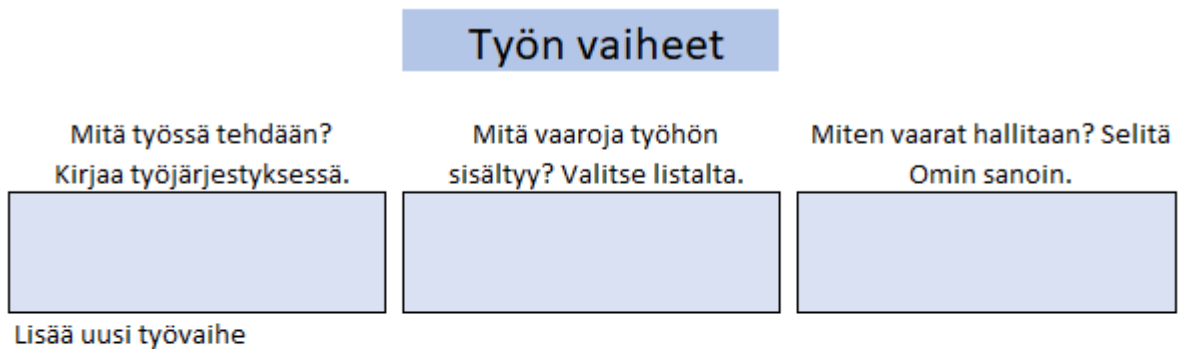 Työn vaiheet
Mitä työssä tehdään?
Kirjaa työjärjestyksessä.
Mitä vaaroja työhön
sisältyy? Valitse listalta.
Miten vaarat hallitaan? Selitä
Omin sanoin.
Lisää uusi työvaihe